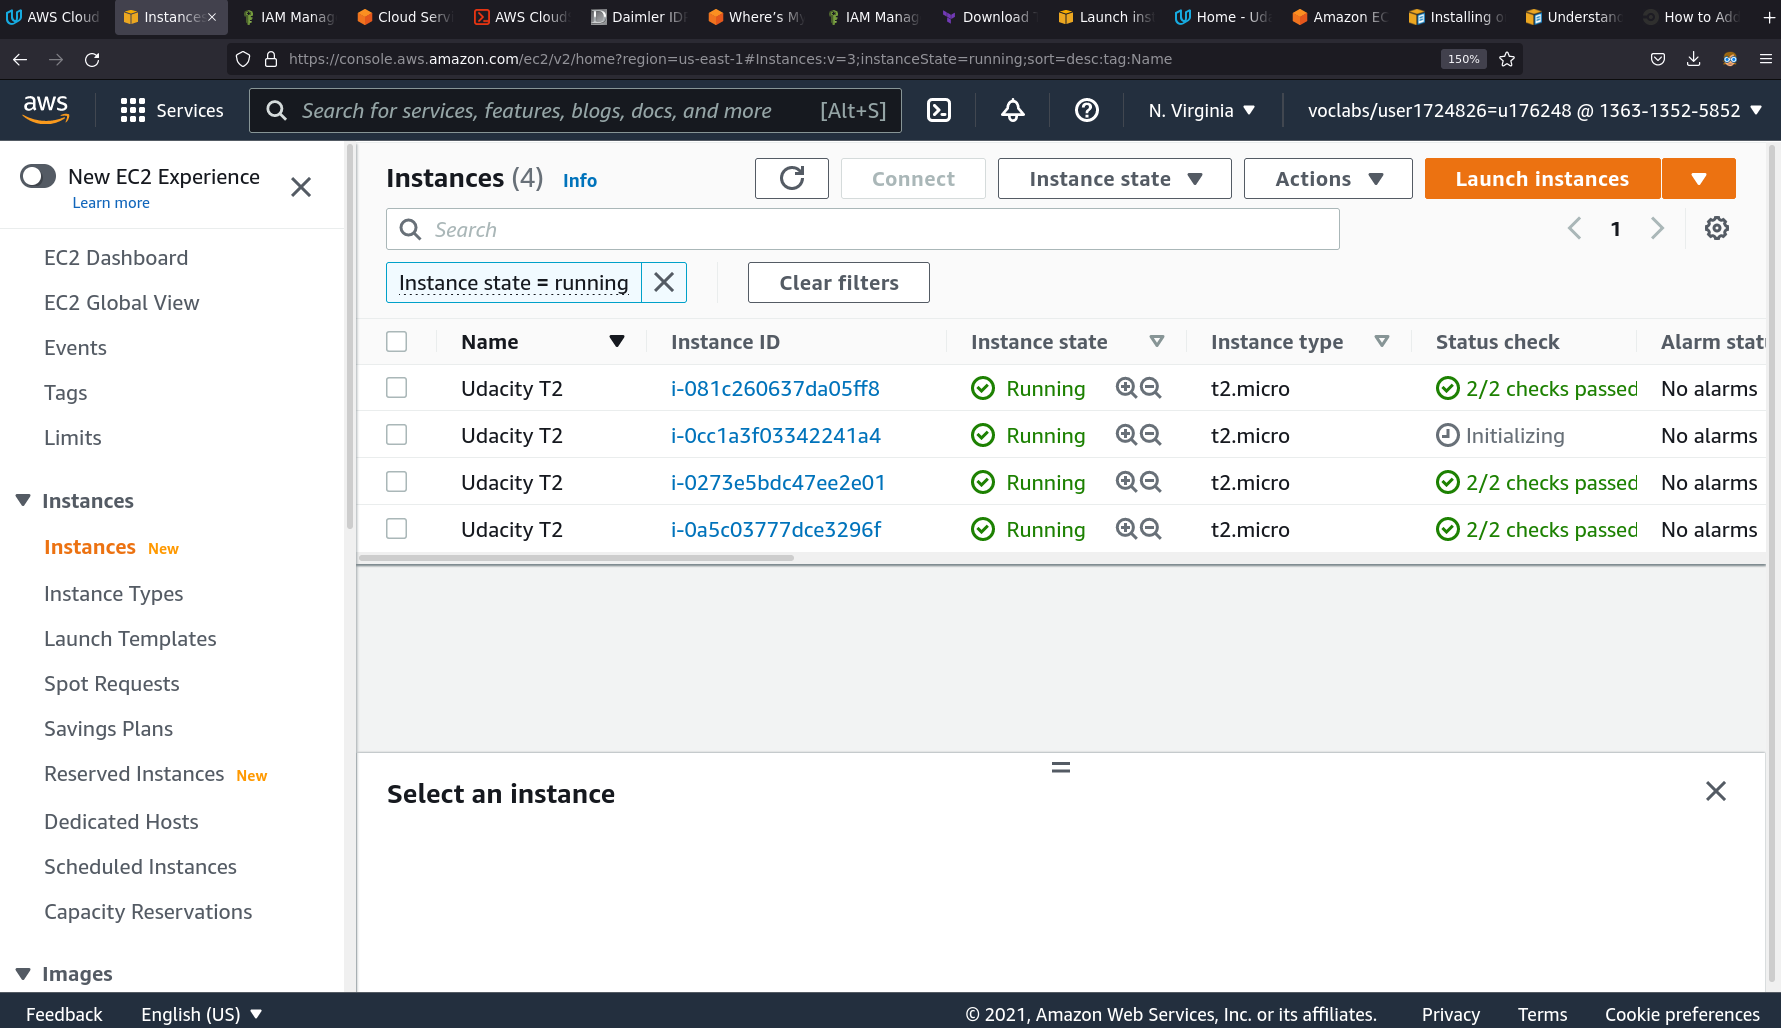 AWS Cloud
Instances
IAM Manag
Cloud Serv
AWS Cloud
Daimler IDP
Where's My
IAM Manag
Download T
Launch inst
Home - Uda
Amazon EC
Installing o
Understan
How to Add
https://console.aws.amazon.com/ec2/v2/home?region=us-east-1#Instances:v=3;instanceState=running;sort=desc:tag:Name
150%
aws
Services
Search for services, features, blogs, docs, and more
[Alt+S]
N. Virginia
voclabs/user1724826=u176248 @ 1363-1352-5852
New EC2 Experience
Learn more
EC2 Dashboard
EC2 Global View
Events
Tags
Limits
Instances
Instances New
Instance Types
Launch Templates
Spot Requests
Savings Plans
Reserved Instances New
Dedicated Hosts
Scheduled Instances
Capacity Reservations
Images
Instances (4) Info
Connect
Instance state
Actions
Launch instances
Search
1
Instance state = running
Clear filters
Name Instance ID Instance state Instance type Status check Alarm stat
Udacity T2 i-081c260637da05ff8 Running t2.micro 2/2 checks passed No alarms
Udacity T2 i-0cc1a3f03342241a4 Running t2.micro Initializing No alarms
Udacity T2 i-0273e5bdc47ee2e01 Running t2.micro 2/2 checks passed No alarms
Udacity T2 i-0a5c03777dce3296f Running t2.micro 2/2 checks passed No alarms
Select an instance
Feedback
English (US)
© 2021, Amazon Web Services, Inc. or its affiliates.
Privacy
Terms
Cookie preferences